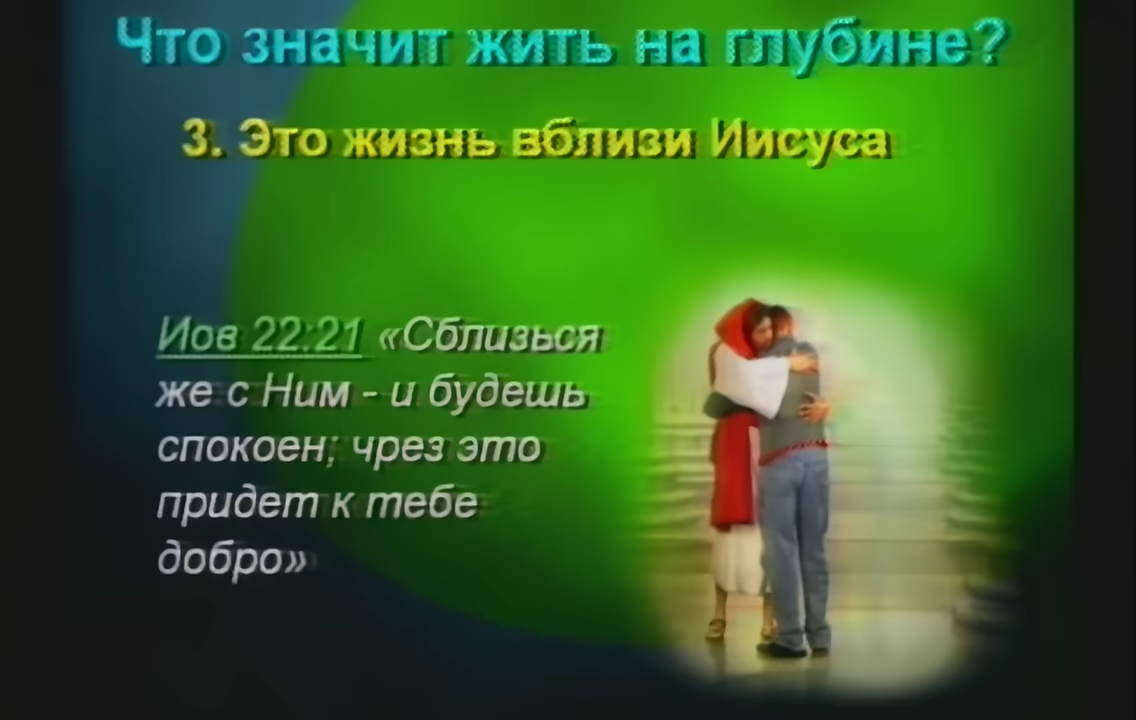 Что значит жить на глубине?
3. Это жизнь вблизи Иисуса
Иов 22:21 «Сблизься
же с Ним - и будешь
спокоен; чрез это
придет к тебе
добро»